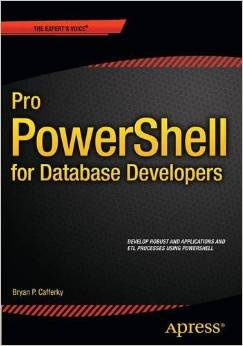 THE EXPERT'S VOICE®
Pro
PowerShell
for Database Developers
DEVELOP ROBUST AND APPLICATIONS AND
ETL PROCESSES USING POWERSHELL
Bryan P. Cafferky
Apress®